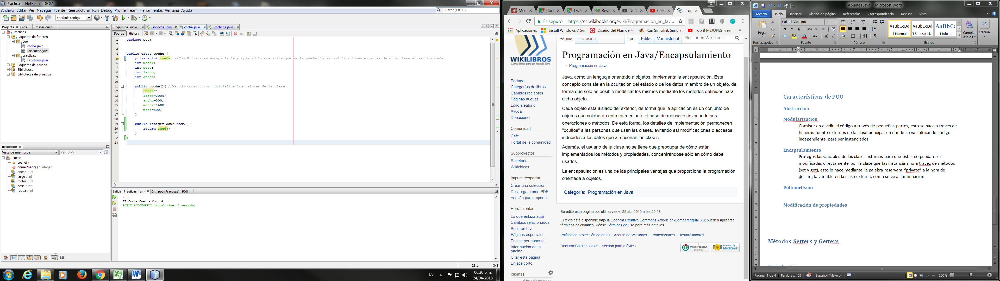 Practicas - NetBeans IDE 8.1
Archivo Editar Ver Navegar Fuente Reestructurar Run Debug Profile Team Herramientas Ventana Ayuda
Buscar (Ctrl+I)
<default config>
Projects Files Prestaciones
Practicas
Paquetes de fuentes
poo
coche.java
usocoche.java
practica1
Practicas.java
Paquetes de prueba
Bibliotecas
Bibliotecas de pruebas
Navegador
Vista de miembros <empty>
coche
coche()
dameRueda() : Integer
ancho : int
largo : int
motor : int
peso : int
rueda : int
Página de Inicio usocoche.java coche.java Practicas.java
Source History
1 package poo;
2
3
4 public class coche {
private int rueda; //Con Private se encapsula la propiedad lo que evita que se le puedan hacer modificaciones externas de otra clase al ser invocada
6 int motor;
7 int peso;
8 int largo;
9 int ancho;
10
11 public coche(){ //Metodo constructor: inicializa los valores de la clase
12 rueda=4;
13 largo=2000;
14 ancho=300;
15 motor=1600;
16 peso=500;
17 }
18
19 public Integer dameRueda(){
20 return rueda;
21 }
22 }
23
Salida - Practicas (run) Git - poo [Practicas] - POO
run:
El Coche Cuenta Con: 4
BUILD SUCCESSFUL (total time: 0 seconds)
23:1 INS
ES 06:30 p.m.
24/04/2018
Méd Con Dr. V Rese No C Curs Prog
Es seguro https://es.wikibooks.org/wiki/Programación_en_Jav...
Aplicaciones Install Windows 7 Ser Diseño del Plan de A Run Simulink Simulat Top 8 MEJORES Free »
WIKILIBROS
Libros libres para un mundo libre
Portada
Categorías de libros
Cambios recientes
Páginas nuevas
Libro aleatorio
Ayuda
Donaciones
Comunidad
Café
Portal de la comunidad
Subproyectos
Recetario
Wikichicos
Imprimir/exportar
Crear una colección
Descargar como PDF
Versión para imprimir
Herramientas
Lo que enlaza aquí
Cambios relacionados
Subir archivo
Páginas especiales
Enlace permanente
Información de la
página
Citar esta página
Enlace corto
Idiomas
Añadir enlaces
Página Discusión Leer Editar Ver historial Buscar en Wikilibros
Programación en Java/Encapsulamiento
< Programación en Java
Java, como un lenguaje orientado a objetos, implementa la encapsulación. Este
concepto consiste en la ocultación del estado o de los datos miembro de un objeto, de
forma que sólo es posible modificar los mismos mediante los métodos definidos para
dicho objeto.
Cada objeto está aislado del exterior, de forma que la aplicación es un conjunto de
objetos que colaboran entre sí mediante el paso de mensajes invocando sus
operaciones o métodos. De esta forma, los detalles de implementación permanecen
"ocultos" a las personas que usan las clases, evitando así modificaciones o accesos
indebidos a los datos que almacenan las clases.
Además, el usuario de la clase no se tiene que preocupar de cómo están
implementados los métodos y propiedades, concentrándose sólo en cómo debe
usarlos.
La encapsulación es una de las principales ventajas que proporciona la programación
orientada a objetos.
Categoría: Programación en Java
Se editó esta página por última vez el 29 abr 2015 a las 20:26.
El texto está disponible bajo la Licencia Creative Commons Atribución-CompartirIgual 3.0; pueden aplicarse
términos adicionales. Véase Términos de uso para más detalles.
Política de protección de datos Acerca de Wikilibros Exoneraciones Desarrolladores
Declaración de cookies Versión para móviles
A WIKIMEDIA project
Powered By MediaWiki
Apuntes Java - Microsoft Word
Archivo Inicio Insertar Diseño de página Referencias Correspondencia Revisar Vista
Pegar
Calibri (Cuerpo) 11
AaBbCcDd AaBbCcDd AaBbCc
¶ Normal ¶ Sin espaci... Título 1
Cambiar estilos Edición
Portapapeles Fuente Párrafo Estilos
Características de POO
Abstracción
Modularizacion
Consiste en dividir el código a través de pequeñas partes, esto se hace a través de
ficheros fuente externos de la clase principal en donde se va colocando código
independiente para ser instanciados
Encapsulamiento
Proteges las variables de las clases externas para que estas no puedan ser
modificadas directamente por la clase que las instancia sino a travez de métodos
(set y get), esto lo hace mediante la palabra reservara “private” a la hora de
declara la variable en la clase externa, como se ve a continuacion
Polimorfismo
Modificación de propiedades
Métodos Setters y Getters
Constantes
Página: 4 de 4 Palabras: 469 Español (México) 100%